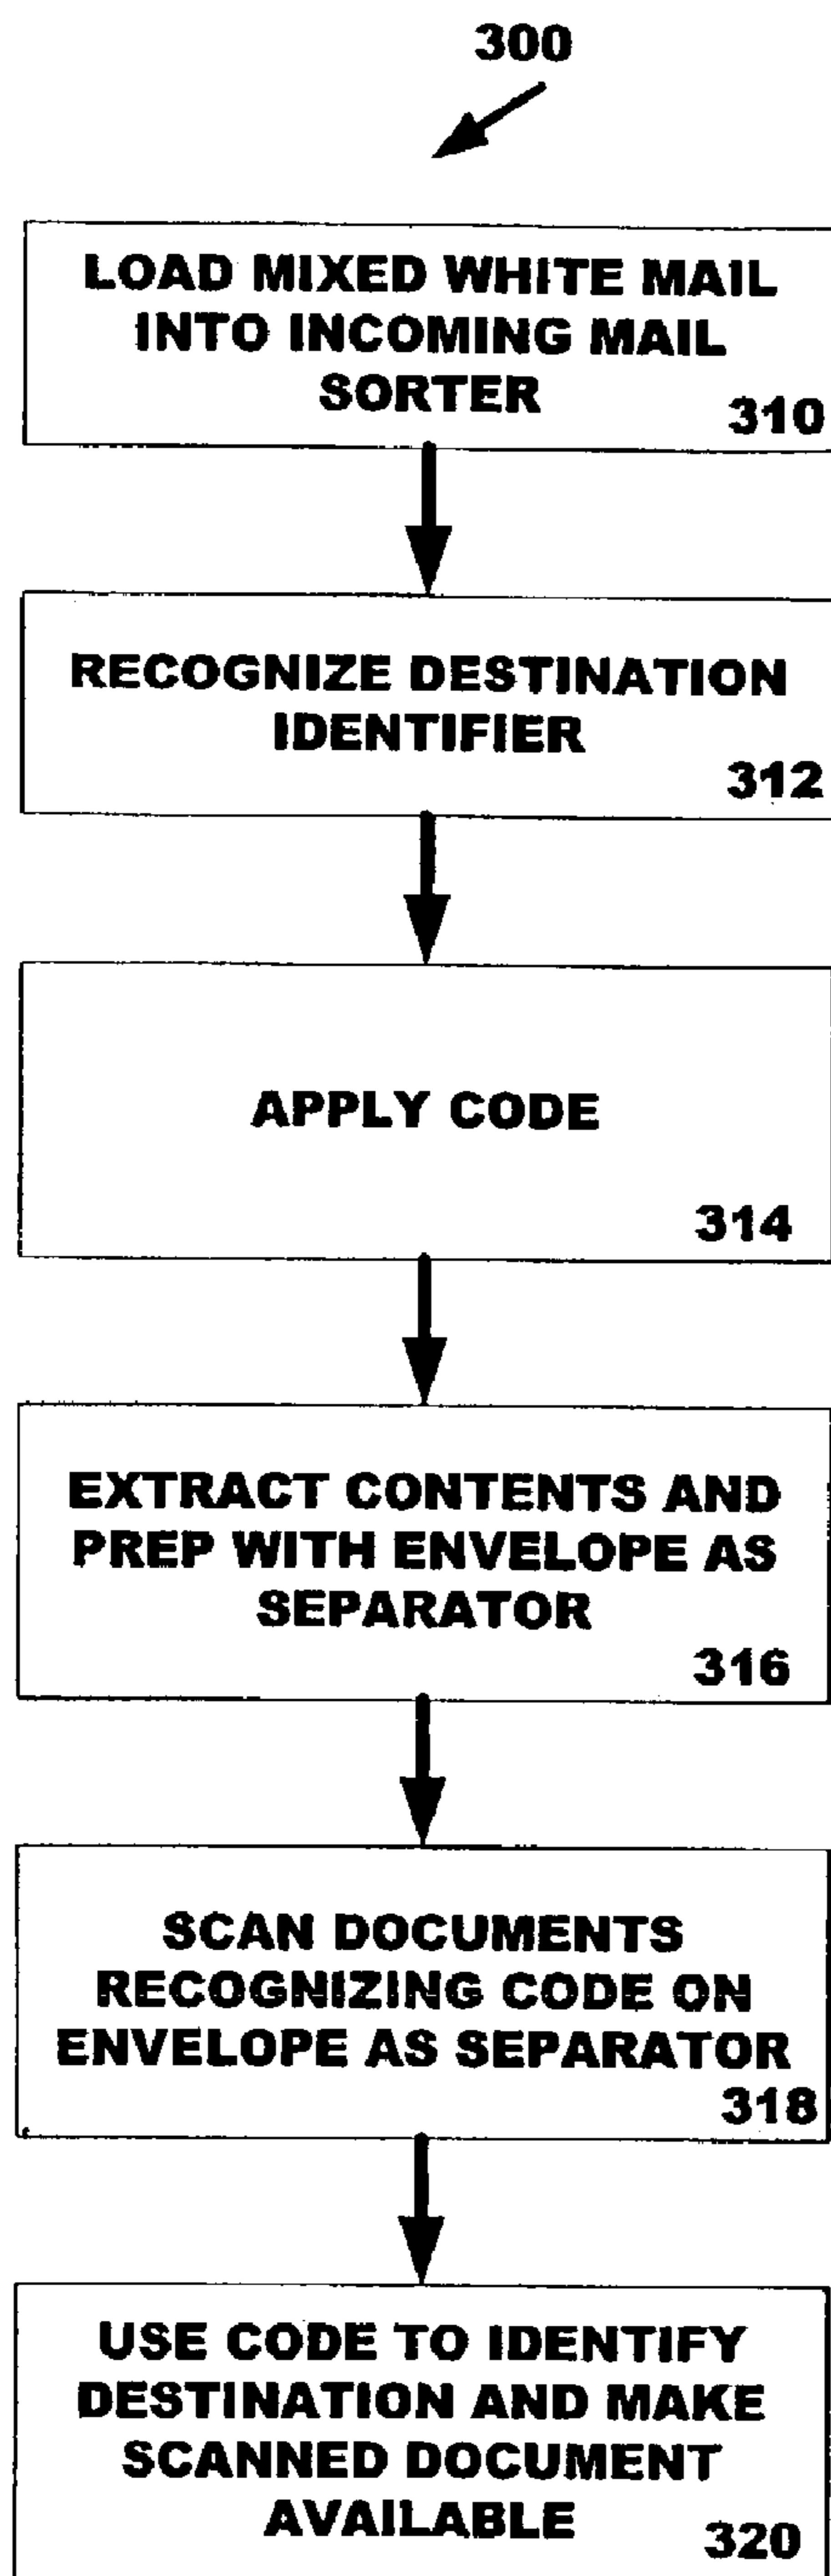 300
LOAD MIXED WHITE MAIL
INTO INCOMING MAIL
SORTER
310
RECOGNIZE DESTINATION
IDENTIFIER
312
APPLY CODE
314
EXTRACT CONTENTS AND
PREP WITH ENVELOPE AS
SEPARATOR
316
SCAN DOCUMENTS
RECOGNIZING CODE ON
ENVELOPE AS SEPARATOR
318
USE CODE TO IDENTIFY
DESTINATION AND MAKE
SCANNED DOCUMENT
AVAILABLE
320